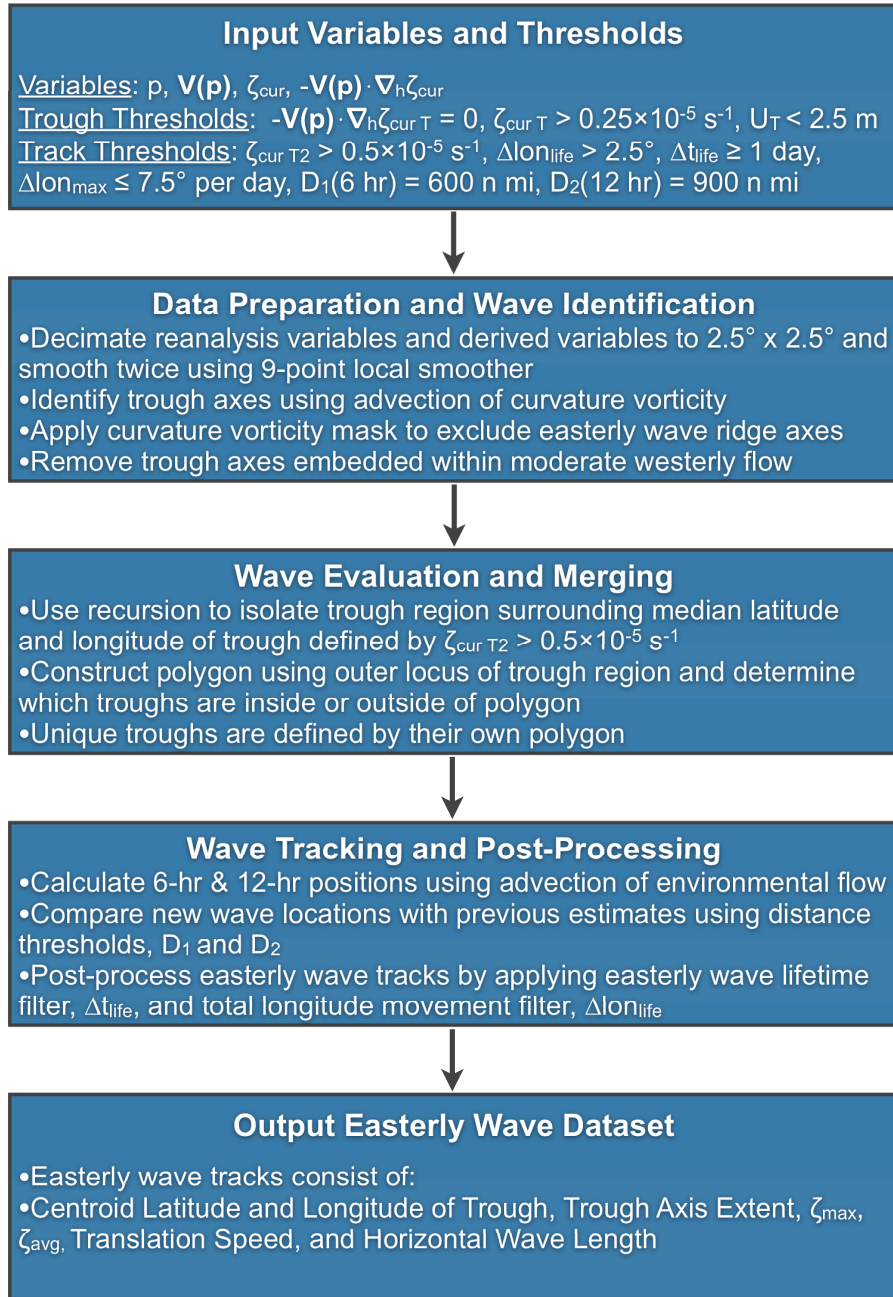 Input Variables and Thresholds
Variables: p, V(p), ζcur, -V(p)·∇hζcur
Trough Thresholds: -V(p)·∇hζcur T = 0, ζcur T > 0.25×10⁻⁵ s⁻¹, UT < 2.5 m
Track Thresholds: ζcur T2 > 0.5×10⁻⁵ s⁻¹, Δlonlife > 2.5°, Δtlife ≥ 1 day,
Δlonmax ≤ 7.5° per day, D₁(6 hr) = 600 n mi, D₂(12 hr) = 900 n mi
Data Preparation and Wave Identification
•Decimate reanalysis variables and derived variables to 2.5° x 2.5° and
smooth twice using 9-point local smoother
•Identify trough axes using advection of curvature vorticity
•Apply curvature vorticity mask to exclude easterly wave ridge axes
•Remove trough axes embedded within moderate westerly flow
Wave Evaluation and Merging
•Use recursion to isolate trough region surrounding median latitude
and longitude of trough defined by ζcur T2 > 0.5×10⁻⁵ s⁻¹
•Construct polygon using outer locus of trough region and determine
which troughs are inside or outside of polygon
•Unique troughs are defined by their own polygon
Wave Tracking and Post-Processing
•Calculate 6-hr & 12-hr positions using advection of environmental flow
•Compare new wave locations with previous estimates using distance
thresholds, D₁ and D₂
•Post-process easterly wave tracks by applying easterly wave lifetime
filter, Δtlife, and total longitude movement filter, Δlonlife
Output Easterly Wave Dataset
•Easterly wave tracks consist of:
•Centroid Latitude and Longitude of Trough, Trough Axis Extent, ζmax,
ζavg, Translation Speed, and Horizontal Wave Length